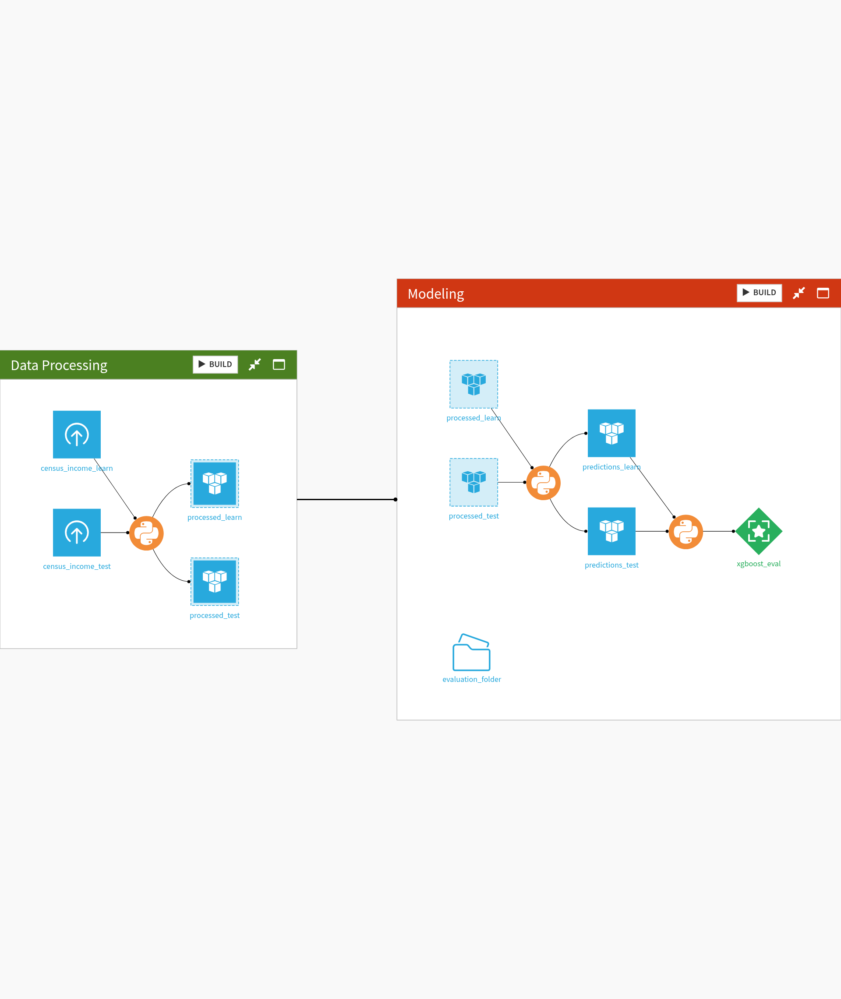 Data Processing
BUILD
census_income_learn
processed_learn
census_income_test
processed_test
Modeling
BUILD
processed_learn
predictions_learn
processed_test
predictions_test
xgboost_eval
evaluation_folder